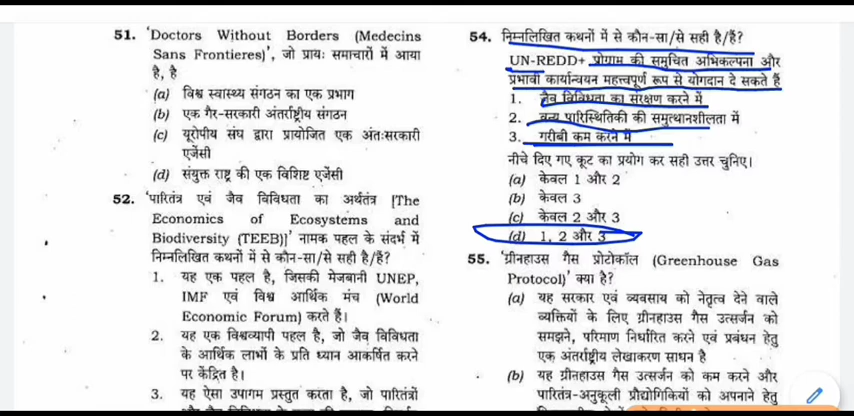 51. 'Doctors Without Borders (Medecins
Sans Frontieres)', जो प्रायः समाचारों में आया
है, है
(a) विश्व स्वास्थ्य संगठन का एक प्रभाग
(b) एक गैर-सरकारी अंतर्राष्ट्रीय संगठन
(c) यूरोपीय संघ द्वारा प्रायोजित एक अंतःसरकारी
एजेंसी
(d) संयुक्त राष्ट्र की एक विशिष्ट एजेंसी
52. 'पारितंत्र एवं जैव विविधता का अर्थतंत्र [The
Economics of Ecosystems and
Biodiversity (TEEB)]' नामक पहल के संदर्भ में
निम्नलिखित कथनों में से कौन-सा/से सही है/हैं?
1. यह एक पहल है, जिसकी मेजबानी UNEP,
IMF एवं विश्व आर्थिक मंच (World
Economic Forum) करते हैं।
2. यह एक विश्वव्यापी पहल है, जो जैव विविधता
के आर्थिक लाभों के प्रति ध्यान आकर्षित करने
पर केंद्रित है।
3. यह ऐसा उपागम प्रस्तुत करता है, जो पारितंत्रों
54. निम्नलिखित कथनों में से कौन-सा/से सही है/हैं?
UN-REDD+ प्रोग्राम की समुचित अभिकल्पना और
प्रभावी कार्यान्वयन महत्त्वपूर्ण रूप से योगदान दे सकते हैं
1. जैव विविधता का संरक्षण करने में
2. वन्य पारिस्थितिकी की समुत्थानशीलता में
3. गरीबी कम करने में
नीचे दिए गए कूट का प्रयोग कर सही उत्तर चुनिए।
(a) केवल 1 और 2
(b) केवल 3
(c) केवल 2 और 3
(d) 1, 2 और 3
55. 'ग्रीनहाउस गैस प्रोटोकॉल (Greenhouse Gas
Protocol)' क्या है?
(a) यह सरकार एवं व्यवसाय को नेतृत्व देने वाले
व्यक्तियों के लिए ग्रीनहाउस गैस उत्सर्जन को
समझने, परिमाण निर्धारित करने एवं प्रबंधन हेतु
एक अंतर्राष्ट्रीय लेखाकरण साधन है
(b) यह ग्रीनहाउस गैस उत्सर्जन को कम करने और
पारितंत्र-अनुकूली प्रौद्योगिकियों को अपनाने हेतु